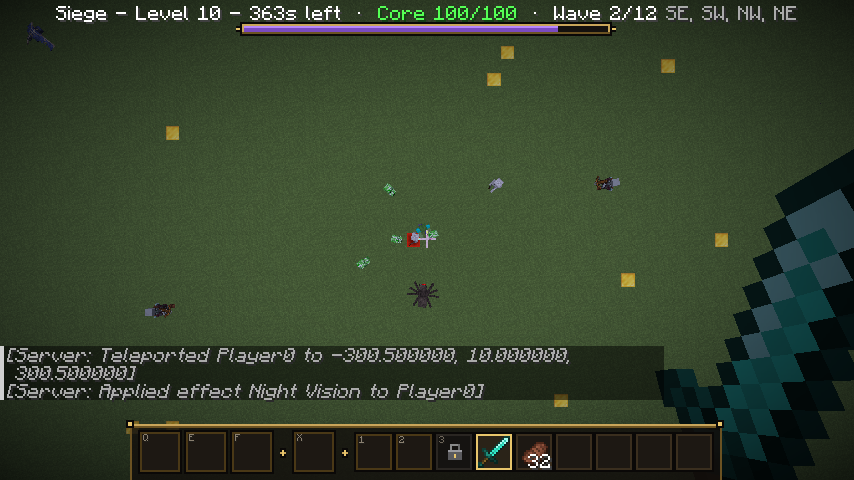 Siege - Level 10 - 363s left · Core 100/100 · Wave 2/12 SE, SW, NW, NE
[Server: Teleported Player0 to -300.500000, 10.000000,
300.500000]
[Server: Applied effect Night Vision to Player0]
Q E F X 1 2 3 32